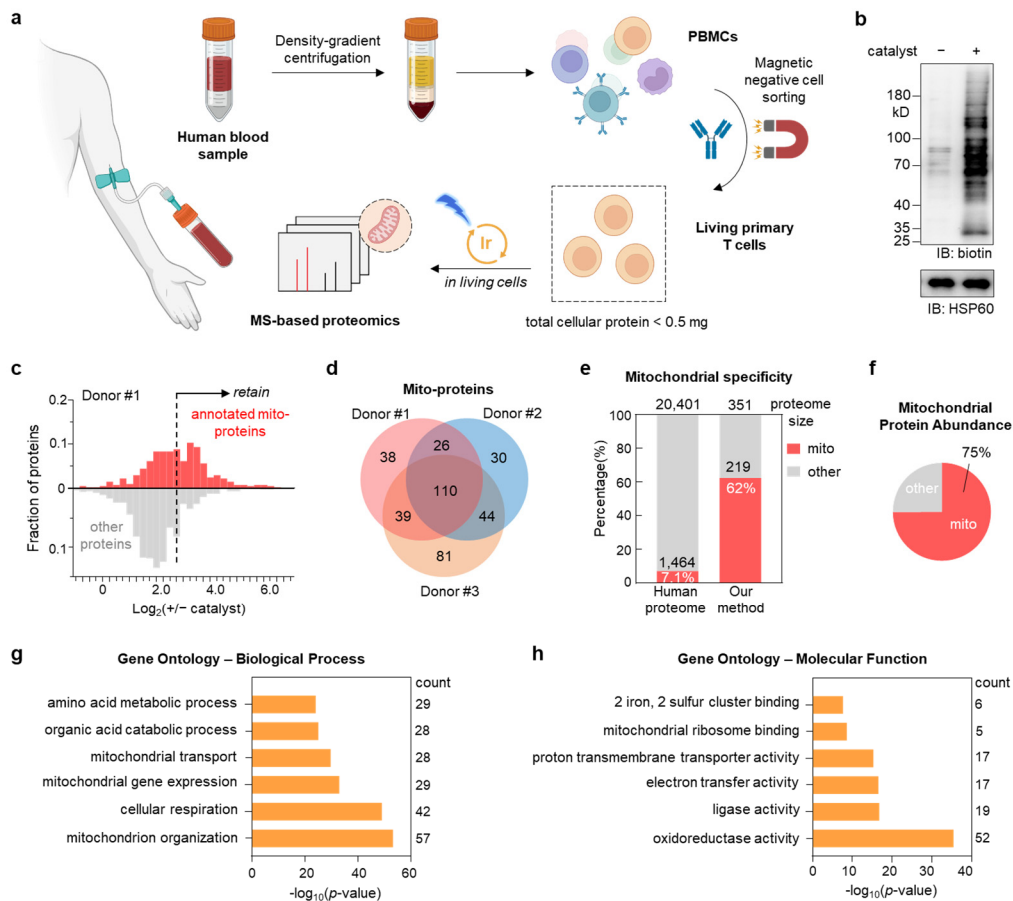 a
Density-gradient
centrifugation
Human blood
sample
PBMCs
Magnetic
negative cell
sorting
Living primary
T cells
total cellular protein < 0.5 mg
Ir
in living cells
MS-based proteomics
b
catalyst − +
180
kD
100
70
40
35
25
IB: biotin
IB: HSP60
c
Donor #1
retain
annotated mito-
proteins
other
proteins
Fraction of proteins
0.2
0.1
0
0.1
0 2.0 4.0 6.0
Log2(+/− catalyst)
d
Mito-proteins
Donor #1
Donor #2
38
26
30
110
39
44
81
Donor #3
e
Mitochondrial specificity
20,401 351 proteome
size
mito
other
Percentage(%)
100
80
60
40
20
0
219
62%
1,464
7.1%
Human
proteome
Our
method
f
Mitochondrial
Protein Abundance
75%
other
mito
g
Gene Ontology – Biological Process
count
amino acid metabolic process 29
organic acid catabolic process 28
mitochondrial transport 28
mitochondrial gene expression 29
cellular respiration 42
mitochondrion organization 57
0 20 40 60
-log10(p-value)
h
Gene Ontology – Molecular Function
count
2 iron, 2 sulfur cluster binding 6
mitochondrial ribosome binding 5
proton transmembrane transporter activity 17
electron transfer activity 17
ligase activity 19
oxidoreductase activity 52
0 10 20 30 40
-log10(p-value)